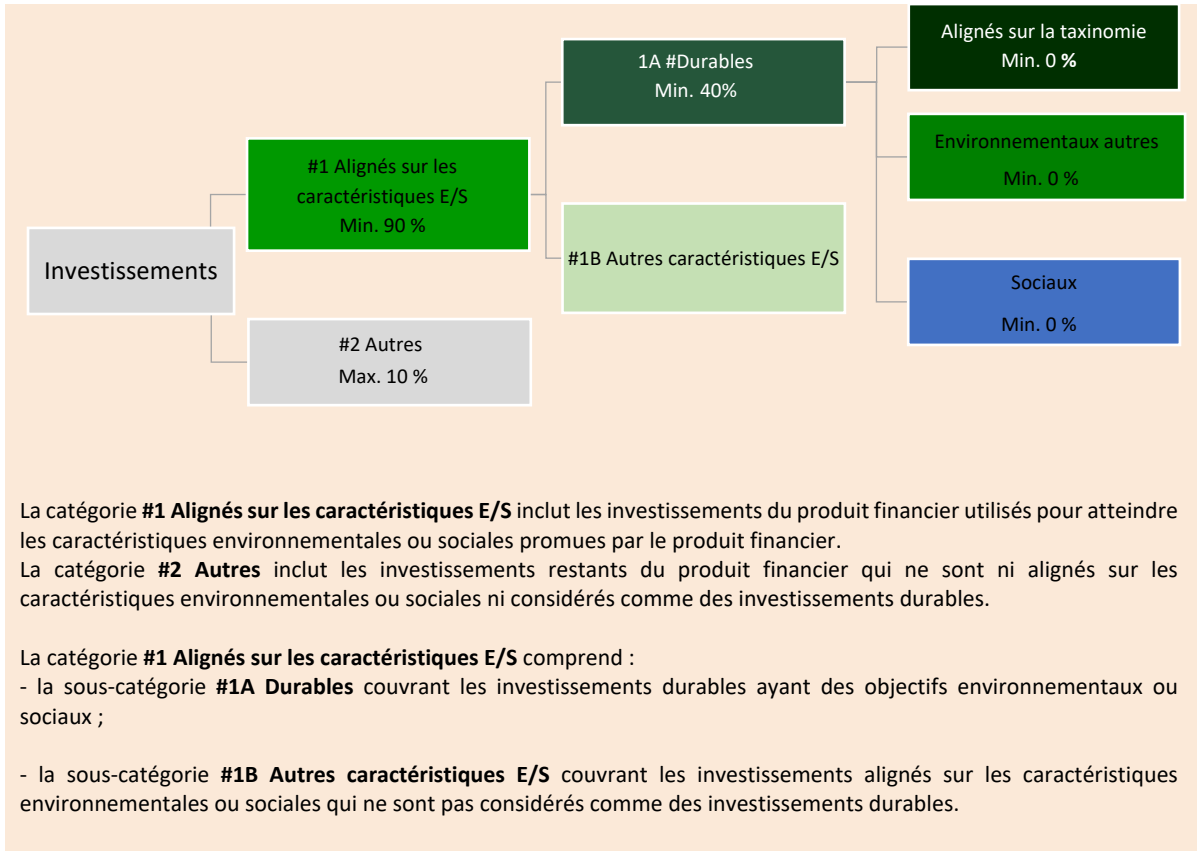 Investissements
#1 Alignés sur les
caractéristiques E/S
Min. 90 %
#2 Autres
Max. 10 %
1A #Durables
Min. 40%
#1B Autres caractéristiques E/S
Alignés sur la taxinomie
Min. 0 %
Environnementaux autres
Min. 0 %
Sociaux
Min. 0 %
La catégorie #1 Alignés sur les caractéristiques E/S inclut les investissements du produit financier utilisés pour atteindre
les caractéristiques environnementales ou sociales promues par le produit financier.
La catégorie #2 Autres inclut les investissements restants du produit financier qui ne sont ni alignés sur les
caractéristiques environnementales ou sociales ni considérés comme des investissements durables.
La catégorie #1 Alignés sur les caractéristiques E/S comprend :
- la sous-catégorie #1A Durables couvrant les investissements durables ayant des objectifs environnementaux ou
sociaux ;
- la sous-catégorie #1B Autres caractéristiques E/S couvrant les investissements alignés sur les caractéristiques
environnementales ou sociales qui ne sont pas considérés comme des investissements durables.